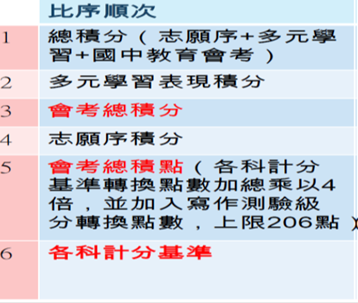 比序順次
1 總積分（志願序+多元學
習+國中教育會考）
2 多元學習表現積分
3 會考總積分
4 志願序積分
5 會考總積點（各科計分
基準轉換點數加總乘以4
倍，並加入寫作測驗級
分轉換點數，上限206點）
6 各科計分基準